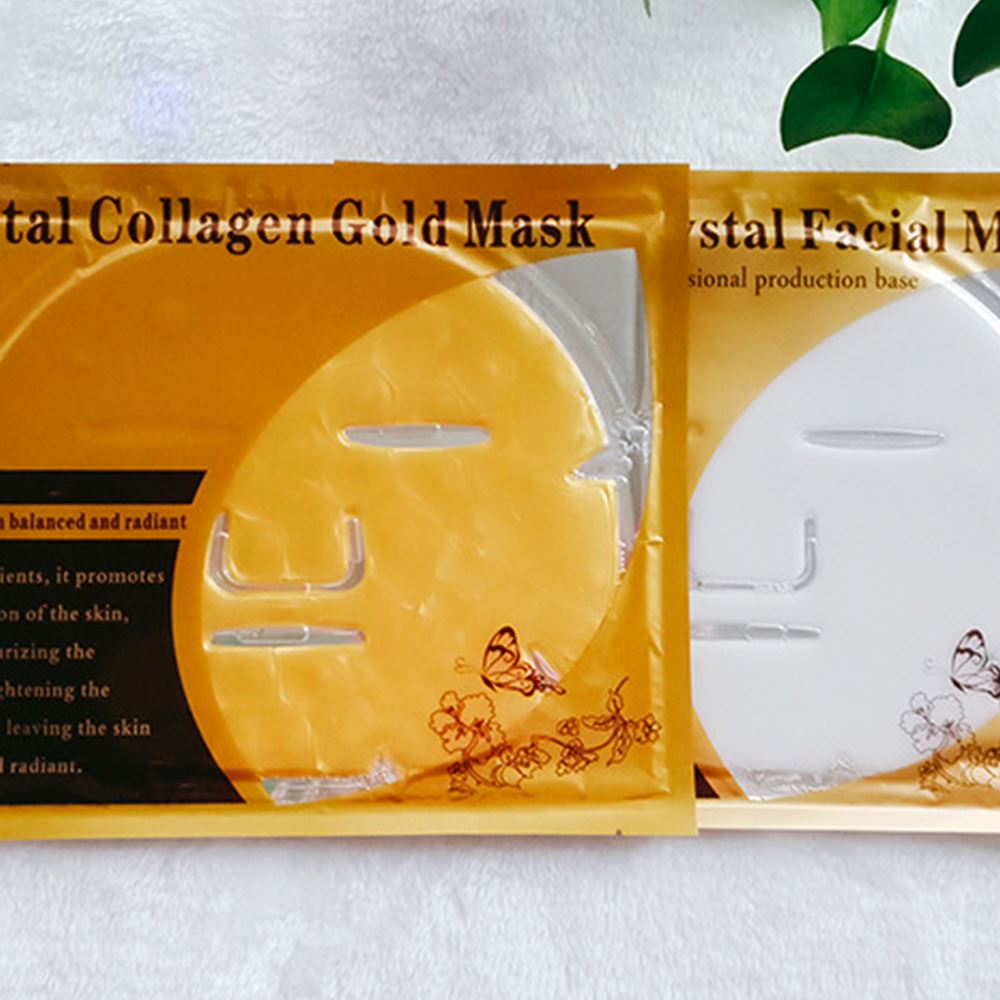 tal Collagen Gold Mask
balanced and radiant
ients, it promotes
on of the skin,
rizing the
ghtening the
leaving the skin
radiant.
ystal Facial M
sional production base